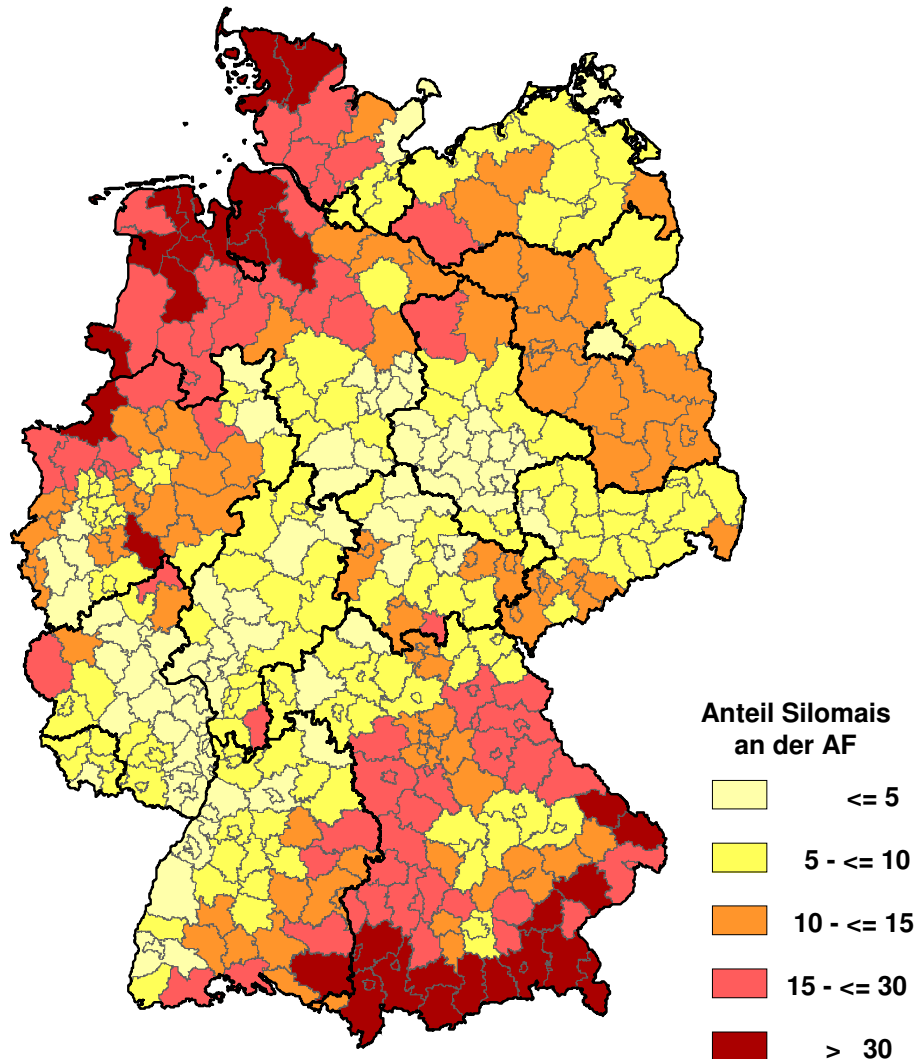 Anteil Silomais
an der AF
<= 5
5 - <= 10
10 - <= 15
15 - <= 30
> 30